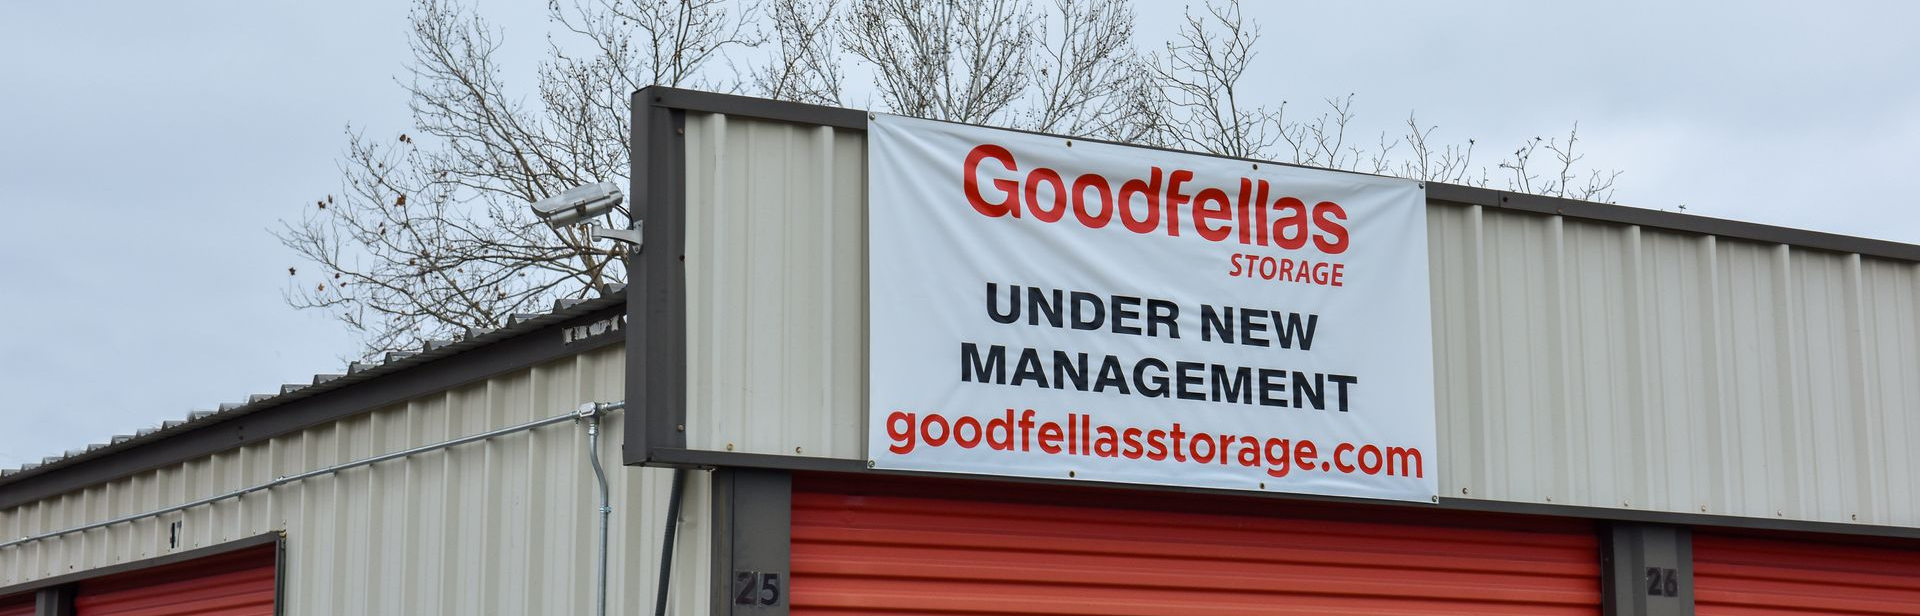 Goodfellas
STORAGE
UNDER NEW
MANAGEMENT
goodfellasstorage.com
25
26